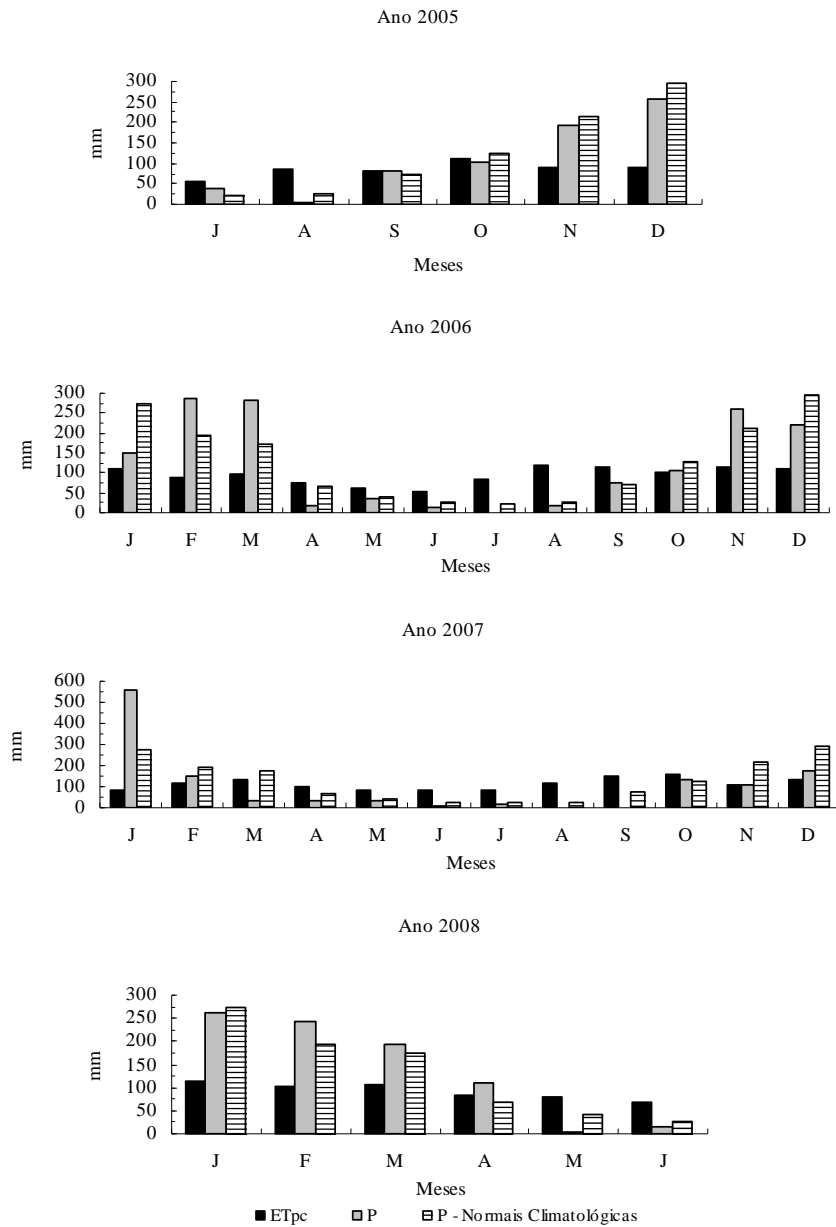 Ano 2005
300
250
200
150
100
50
0
mm
J A S O N D
Meses
Ano 2006
300
250
200
150
100
50
0
mm
J F M A M J J A S O N D
Meses
Ano 2007
600
500
400
300
200
100
0
mm
J F M A M J J A S O N D
Meses
Ano 2008
300
250
200
150
100
50
0
mm
J F M A M J
Meses
ETpc P P - Normais Climatológicas